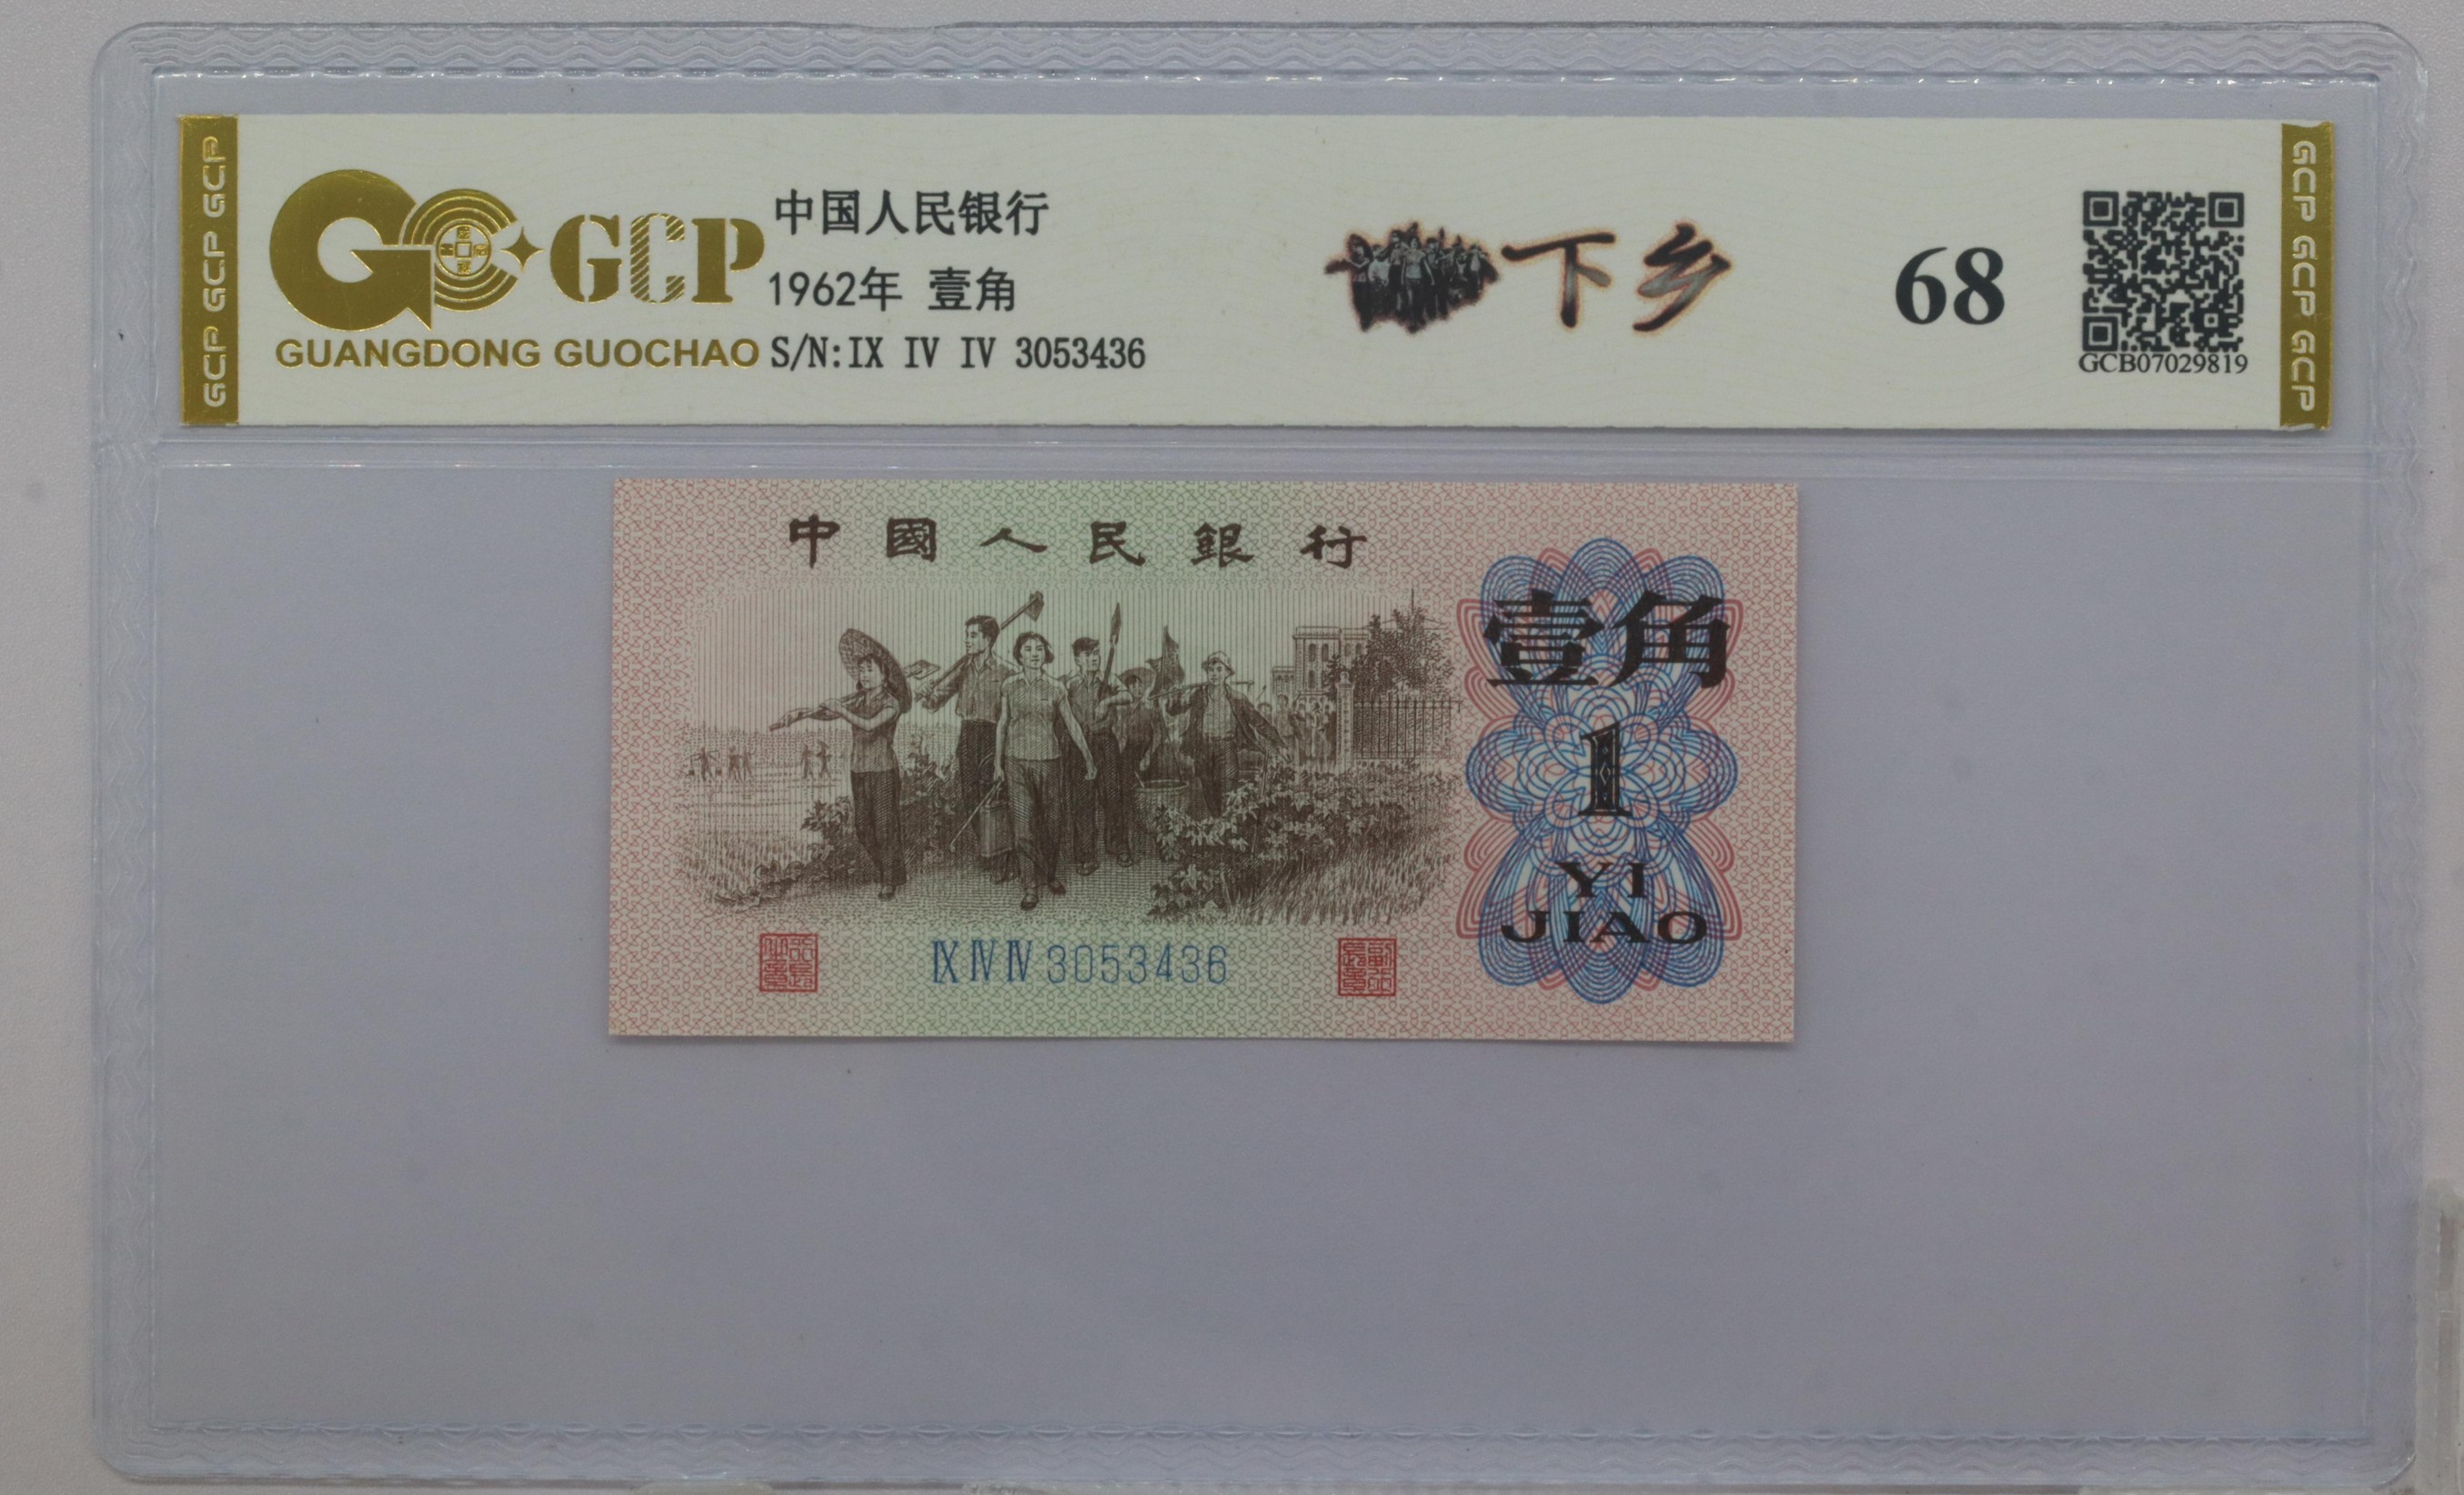 GCP GCP GCP
GCP
GUANGDONG GUOCHAO
中国人民银行
1962年 壹角
S/N:IX IV IV 3053436
下乡
68
GCB07029819
GCP GCP GCP
中國人民銀行
壹角
1
YI
JIAO
IX IV IV 3053436